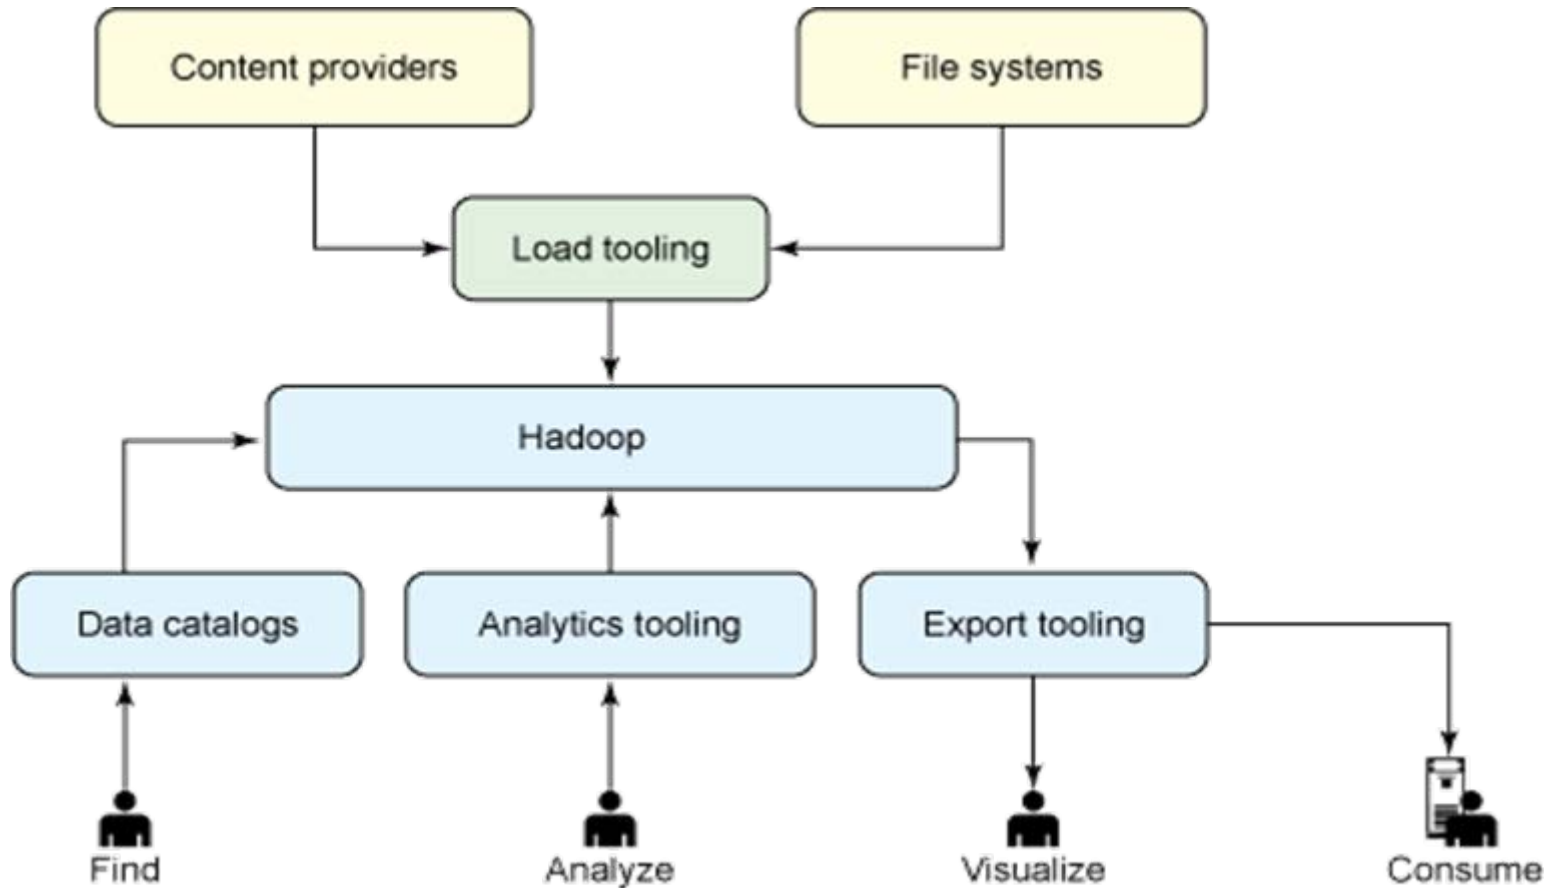 Content providers
File systems
Load tooling
Hadoop
Data catalogs
Analytics tooling
Export tooling
Find
Analyze
Visualize
Consume